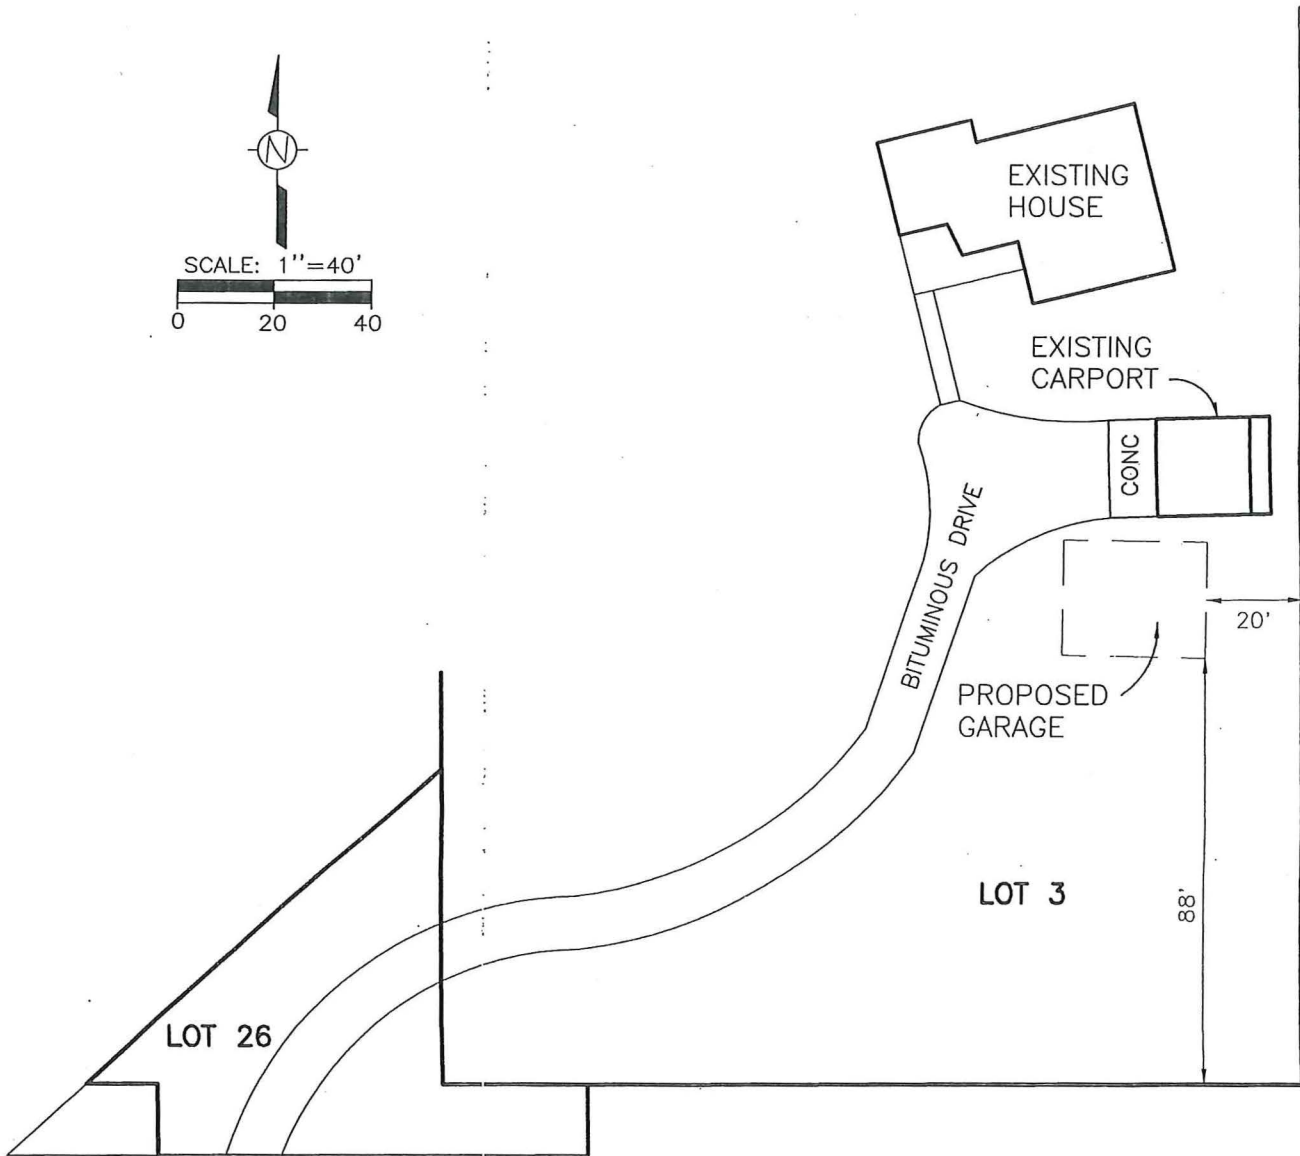 N
SCALE: 1"=40'
0 20 40
EXISTING
HOUSE
EXISTING
CARPORT
CONC
BITUMINOUS DRIVE
20'
PROPOSED
GARAGE
LOT 3
88'
LOT 26